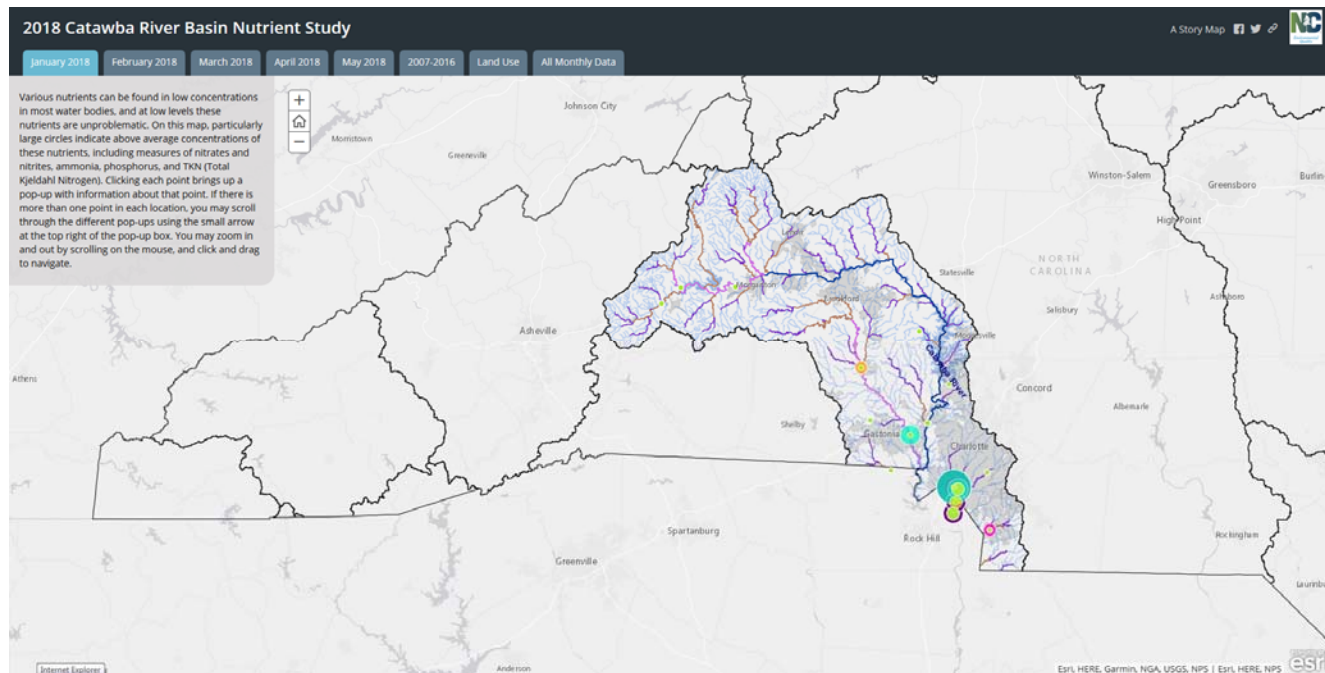 2018 Catawba River Basin Nutrient Study
A Story Map
January 2018
February 2018
March 2018
April 2018
May 2018
2007-2016
Land Use
All Monthly Data
Various nutrients can be found in low concentrations
in most water bodies, and at low levels these
nutrients are unproblematic. On this map, particularly
large circles indicate above average concentrations of
these nutrients, including measures of nitrates and
nitrites, ammonia, phosphorus, and TKN (Total
Kjeldahl Nitrogen). Clicking each point brings up a
pop-up with information about that point. If there is
more than one point in each location, you may scroll
through the different pop-ups using the small arrow
at the top right of the pop-up box. You may zoom in
and out by scrolling on the mouse, and click and drag
to navigate.
+
−
Johnson City
Morristown
Greeneville
Winston-Salem
Greensboro
High Point
NORTH
CAROLINA
Lenoir
Statesville
Morganton
Asheboro
Salisbury
Asheville
Mooresville
Athens
Concord
Catawba River
Albemarle
Shelby
Gastonia
Charlotte
Spartanburg
Rock Hill
Rockingham
Greenville
Anderson
Internet Explorer
Esri, HERE, Garmin, NGA, USGS, NPS | Esri, HERE, NPS
esri